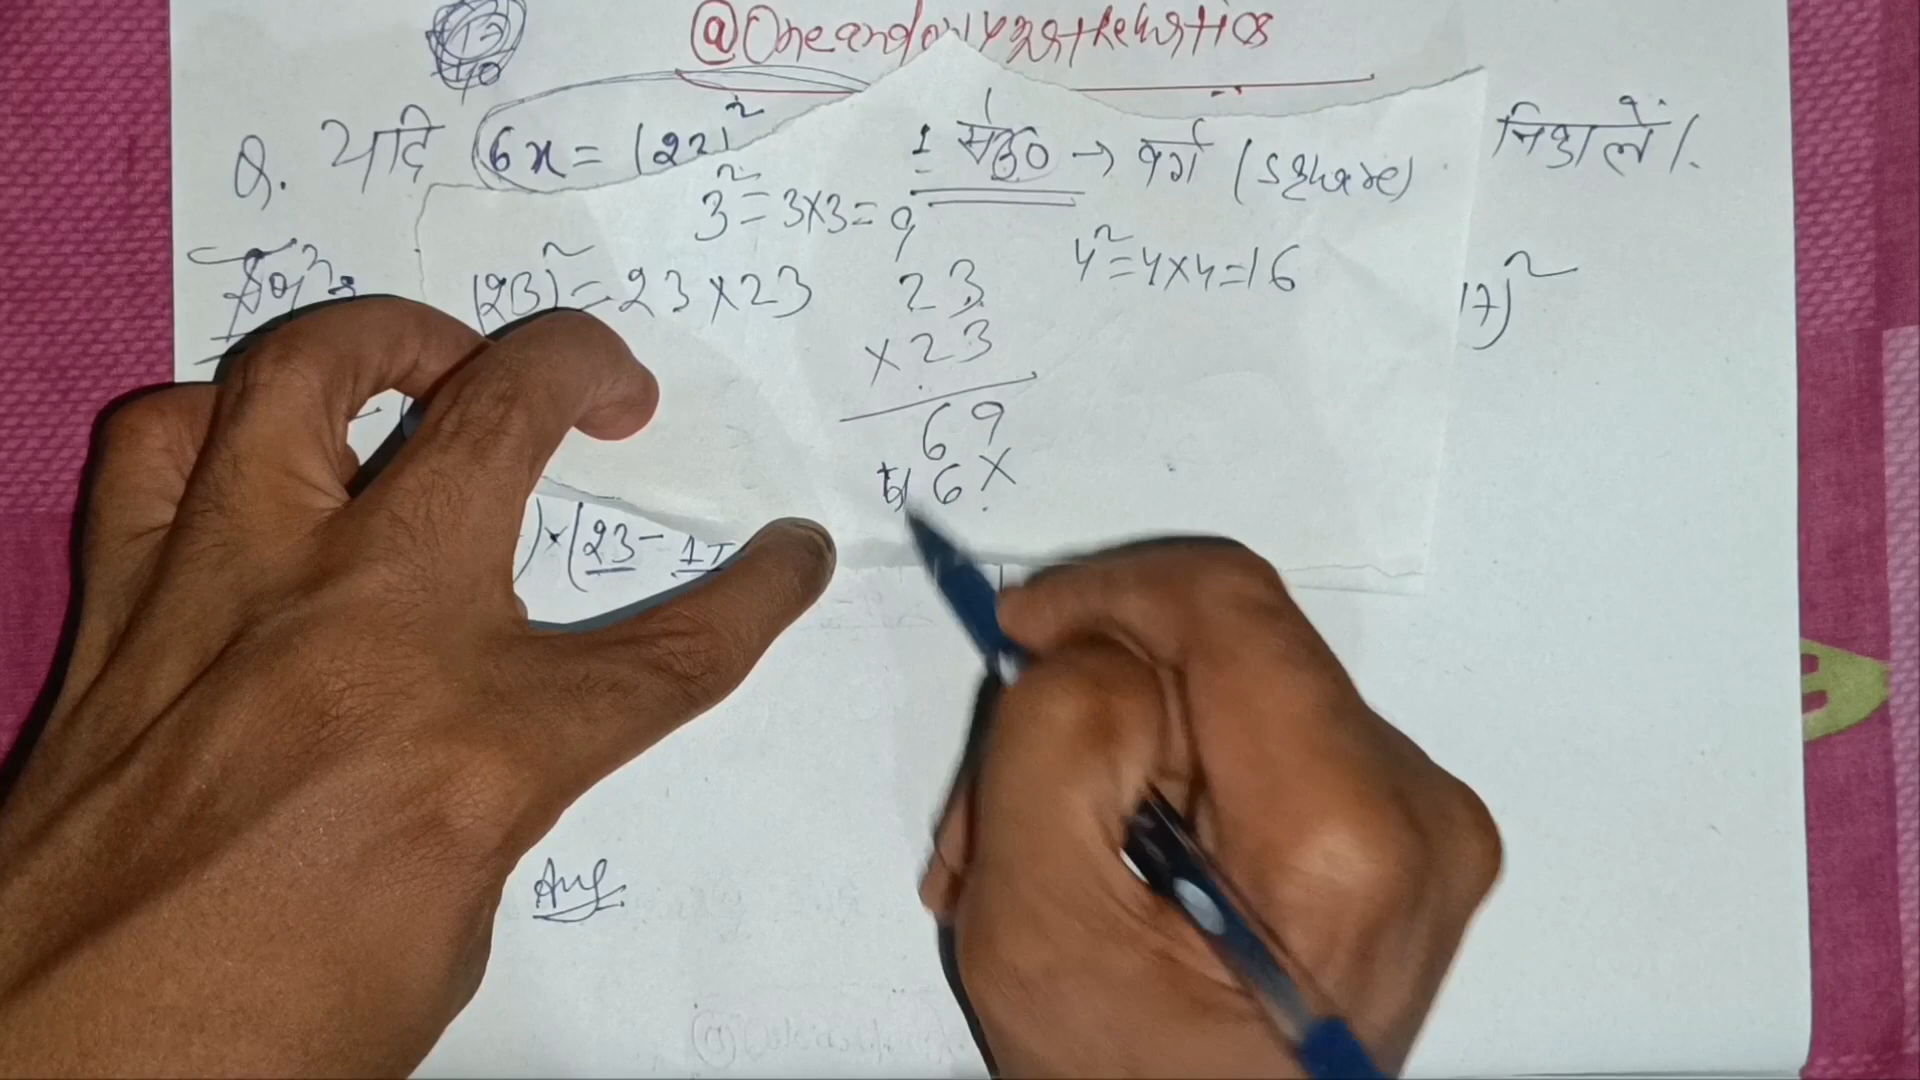 Q. यदि 6x = (23)² 1 से 30 → वर्ग (square) निकालें।
3² = 3×3 = 9
(23)² = 23×23 23 4² = 4×4 = 16 17)²
×23
69
6×
)×(23-17
Ans